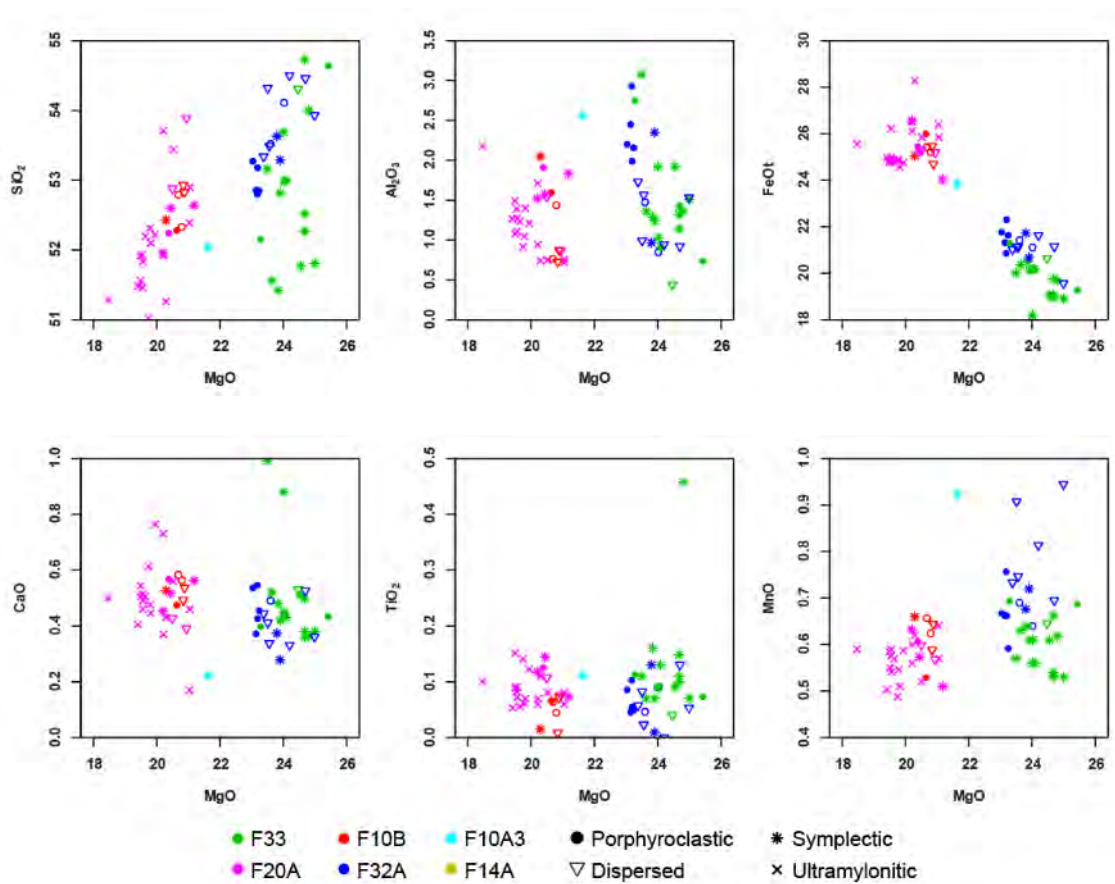 55
54
53
52
51
SiO2
18 20 22 24 26
MgO
3.5
3.0
2.5
2.0
1.5
1.0
0.5
0.0
Al2O3
18 20 22 24 26
MgO
30
28
26
24
22
20
18
FeOt
18 20 22 24 26
MgO
1.0
0.8
0.6
0.4
0.2
0.0
CaO
18 20 22 24 26
MgO
0.5
0.4
0.3
0.2
0.1
0.0
TiO2
18 20 22 24 26
MgO
1.0
0.9
0.8
0.7
0.6
0.5
0.4
MnO
18 20 22 24 26
MgO
F33 F10B F10A3 Porphyroclastic Symplectic
F20A F32A F14A Dispersed Ultramylonitic